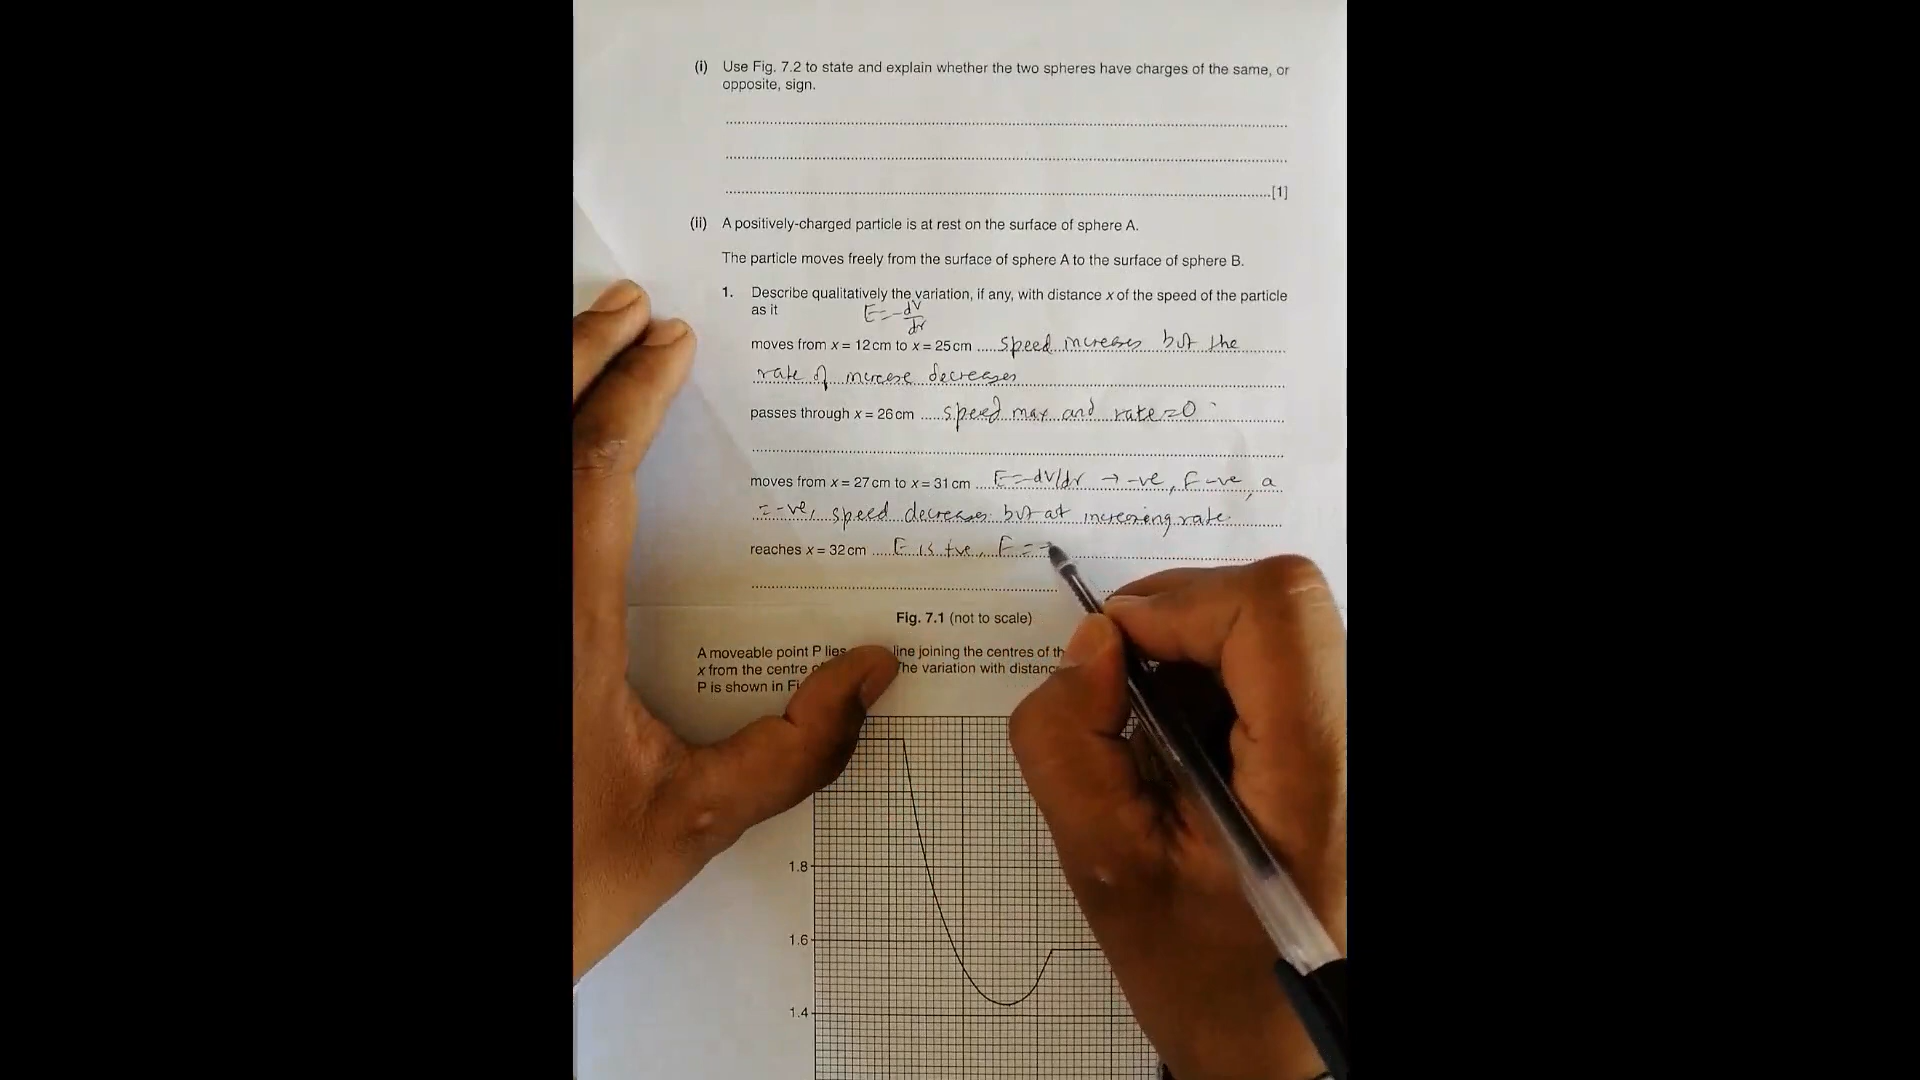 (i) Use Fig. 7.2 to state and explain whether the two spheres have charges of the same, or
opposite, sign.
[1]
(ii) A positively-charged particle is at rest on the surface of sphere A.
The particle moves freely from the surface of sphere A to the surface of sphere B.
1. Describe qualitatively the variation, if any, with distance x of the speed of the particle
as it E=-dV/dr
moves from x = 12 cm to x = 25 cm speed increases but the
rate of increase decreases
passes through x = 26 cm speed max and rate=0
moves from x = 27 cm to x = 31 cm E=-dV/dr → -ve, F -ve, a
=-ve, speed decreases but at increasing rate.
reaches x = 32 cm E is +ve, F =
Fig. 7.1 (not to scale)
A moveable point P lies line joining the centres of
x from the centre The variation with
P is shown in
1.8
1.6
1.4